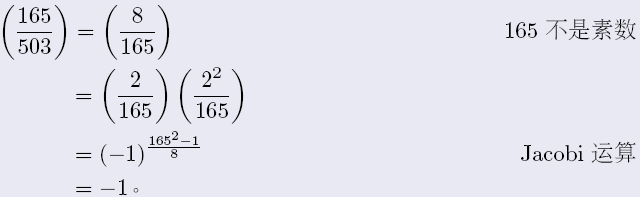 (165/503) = (8/165) 165 不是素数
= (2/165) (2²/165)
= (−1)^((165²−1)/8) Jacobi 运算
= −1。